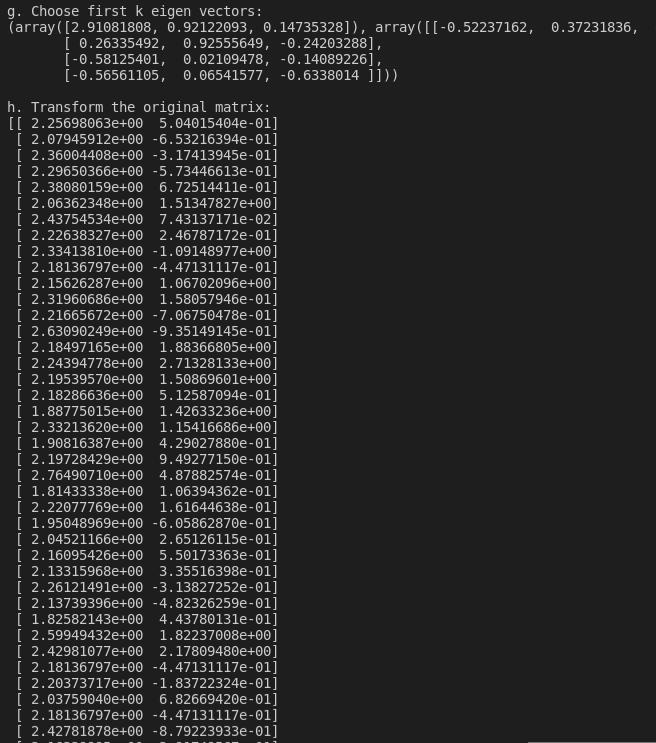 g. Choose first k eigen vectors:
(array([2.91081808, 0.92122093, 0.14735328]), array([[-0.52237162,  0.37231836,
       [ 0.26335492,  0.92555649, -0.24203288],
       [-0.58125401,  0.02109478, -0.14089226],
       [-0.56561105,  0.06541577, -0.6338014 ]]))

h. Transform the original matrix:
[[ 2.25698063e+00  5.04015404e-01]
 [ 2.07945912e+00 -6.53216394e-01]
 [ 2.36004408e+00 -3.17413945e-01]
 [ 2.29650366e+00 -5.73446613e-01]
 [ 2.38080159e+00  6.72514411e-01]
 [ 2.06362348e+00  1.51347827e+00]
 [ 2.43754534e+00  7.43137171e-02]
 [ 2.22638327e+00  2.46787172e-01]
 [ 2.33413810e+00 -1.09148977e+00]
 [ 2.18136797e+00 -4.47131117e-01]
 [ 2.15626287e+00  1.06702096e+00]
 [ 2.31960686e+00  1.58057946e-01]
 [ 2.21665672e+00 -7.06750478e-01]
 [ 2.63090249e+00 -9.35149145e-01]
 [ 2.18497165e+00  1.88366805e+00]
 [ 2.24394778e+00  2.71328133e+00]
 [ 2.19539570e+00  1.50869601e+00]
 [ 2.18286636e+00  5.12587094e-01]
 [ 1.88775015e+00  1.42633236e+00]
 [ 2.33213620e+00  1.15416686e+00]
 [ 1.90816387e+00  4.29027880e-01]
 [ 2.19728429e+00  9.49277150e-01]
 [ 2.76490710e+00  4.87882574e-01]
 [ 1.81433338e+00  1.06394362e-01]
 [ 2.22077769e+00  1.61644638e-01]
 [ 1.95048969e+00 -6.05862870e-01]
 [ 2.04521166e+00  2.65126115e-01]
 [ 2.16095426e+00  5.50173363e-01]
 [ 2.13315968e+00  3.35516398e-01]
 [ 2.26121491e+00 -3.13827252e-01]
 [ 2.13739396e+00 -4.82326259e-01]
 [ 1.82582143e+00  4.43780131e-01]
 [ 2.59949432e+00  1.82237008e+00]
 [ 2.42981077e+00  2.17809480e+00]
 [ 2.18136797e+00 -4.47131117e-01]
 [ 2.20373717e+00 -1.83722324e-01]
 [ 2.03759040e+00  6.82669420e-01]
 [ 2.18136797e+00 -4.47131117e-01]
 [ 2.42781878e+00 -8.79223933e-01]